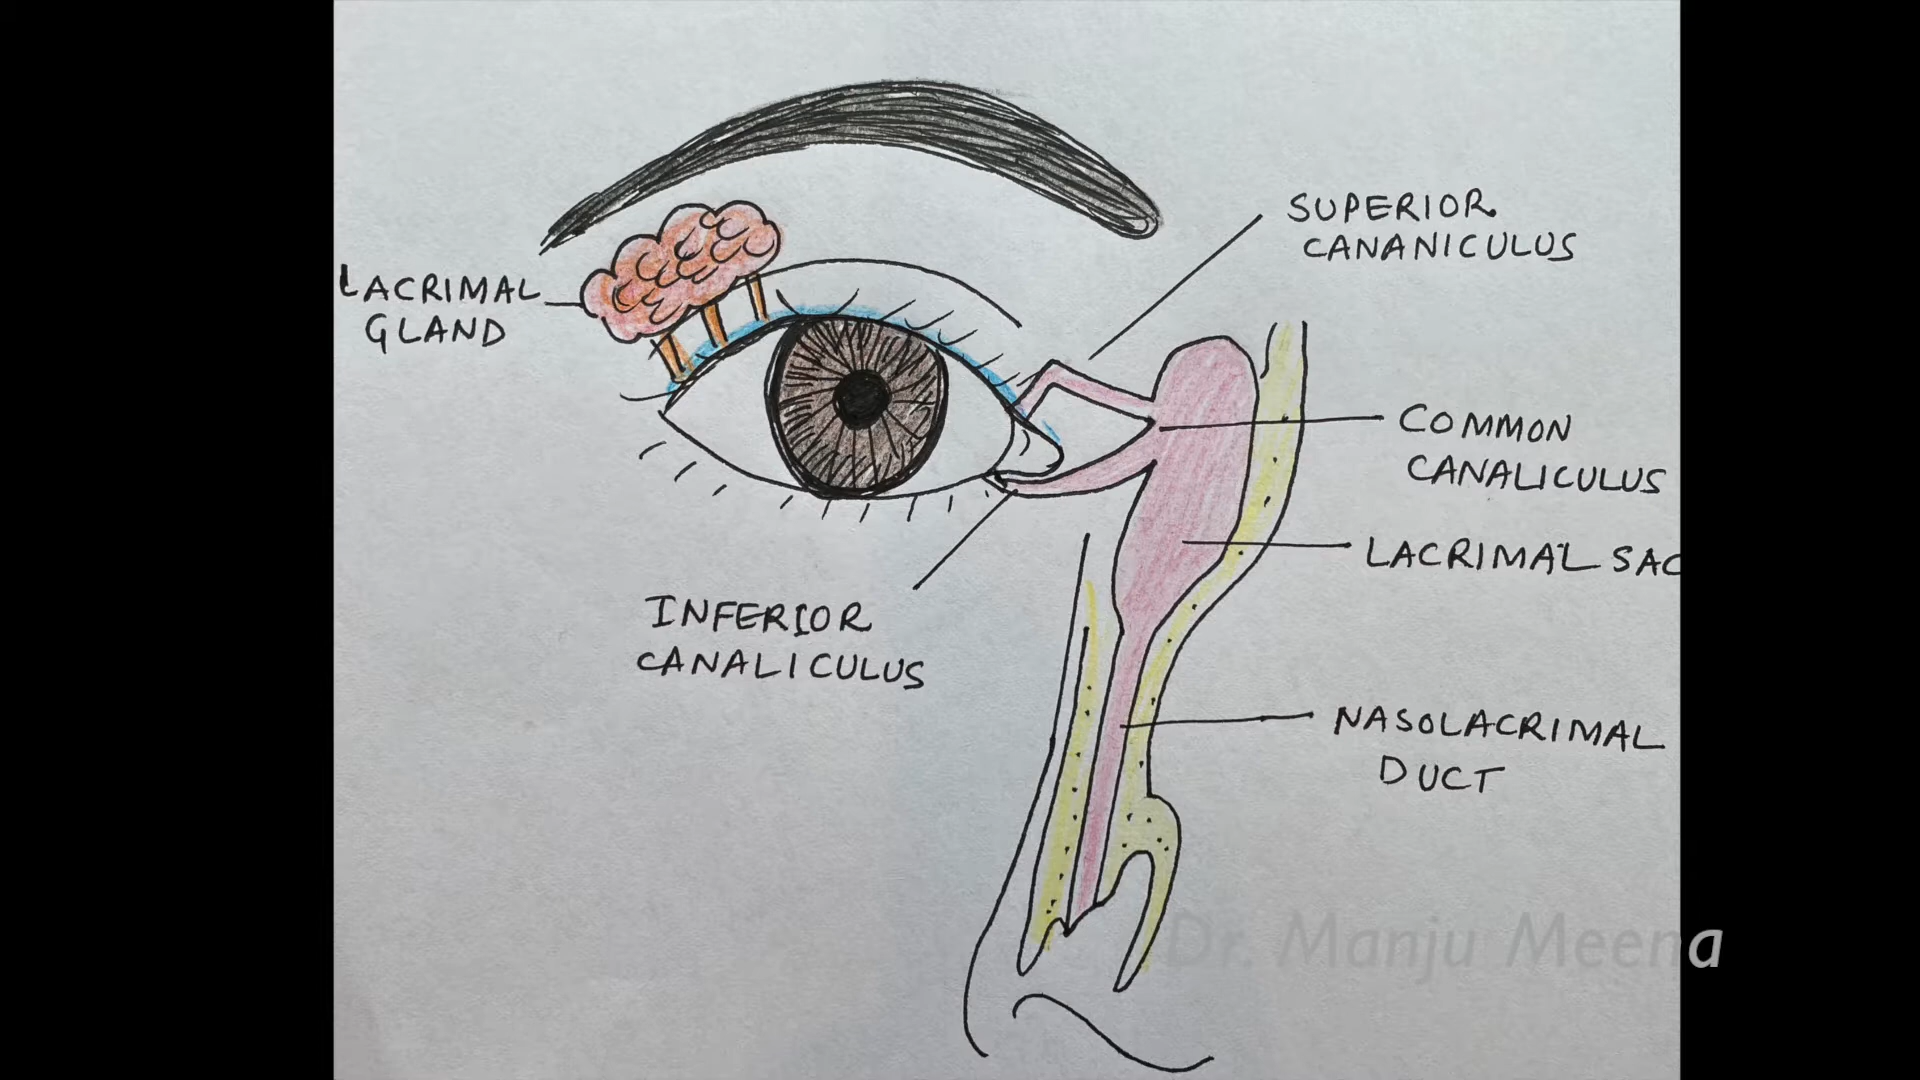 SUPERIOR
CANANICULUS
LACRIMAL
GLAND
COMMON
CANALICULUS
LACRIMAL SAC
INFERIOR
CANALICULUS
NASOLACRIMAL
DUCT
Dr. Manju Meena